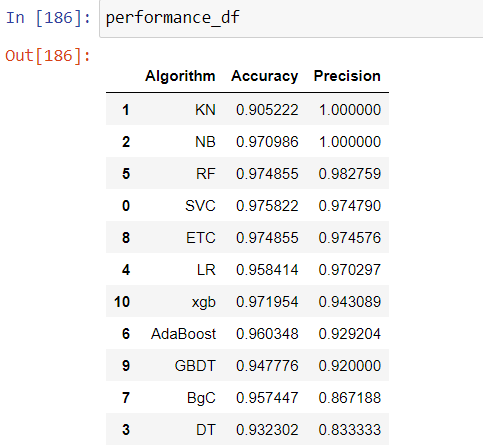 In [186]: performance_df
Out[186]:
Algorithm Accuracy Precision
1 KN 0.905222 1.000000
2 NB 0.970986 1.000000
5 RF 0.974855 0.982759
0 SVC 0.975822 0.974790
8 ETC 0.974855 0.974576
4 LR 0.958414 0.970297
10 xgb 0.971954 0.943089
6 AdaBoost 0.960348 0.929204
9 GBDT 0.947776 0.920000
7 BgC 0.957447 0.867188
3 DT 0.932302 0.833333